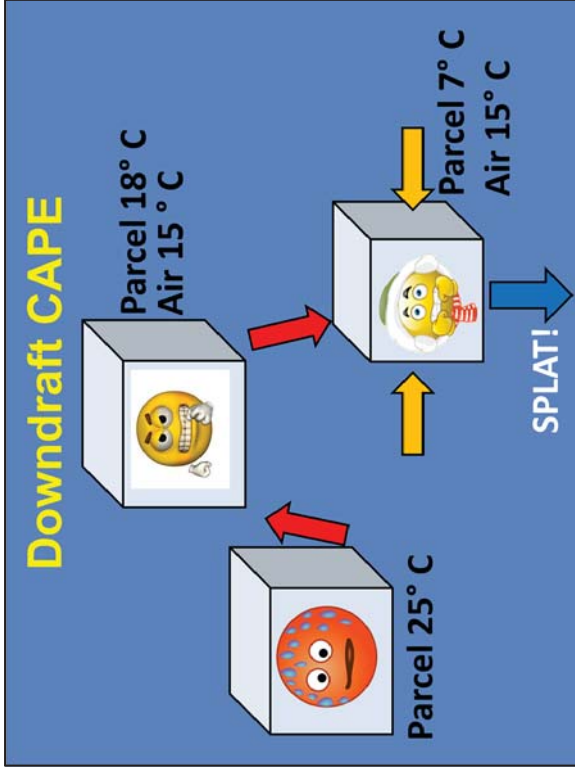 Downdraft CAPE
Parcel 18° C
Air 15 ° C
Parcel 25° C
Parcel 7° C
Air 15° C
SPLAT!